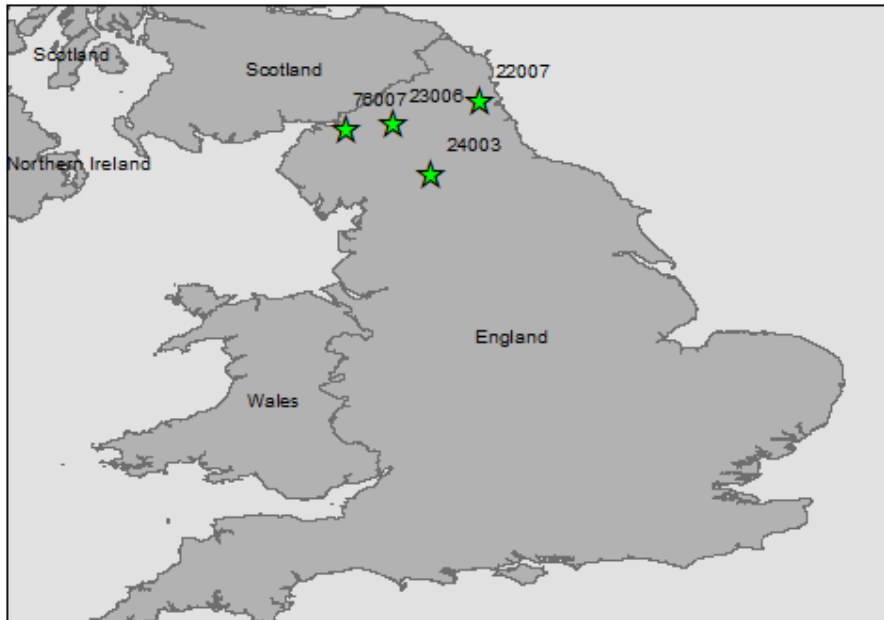 Scotland
Scotland
22007
76007
23006
24003
Northern Ireland
England
Wales